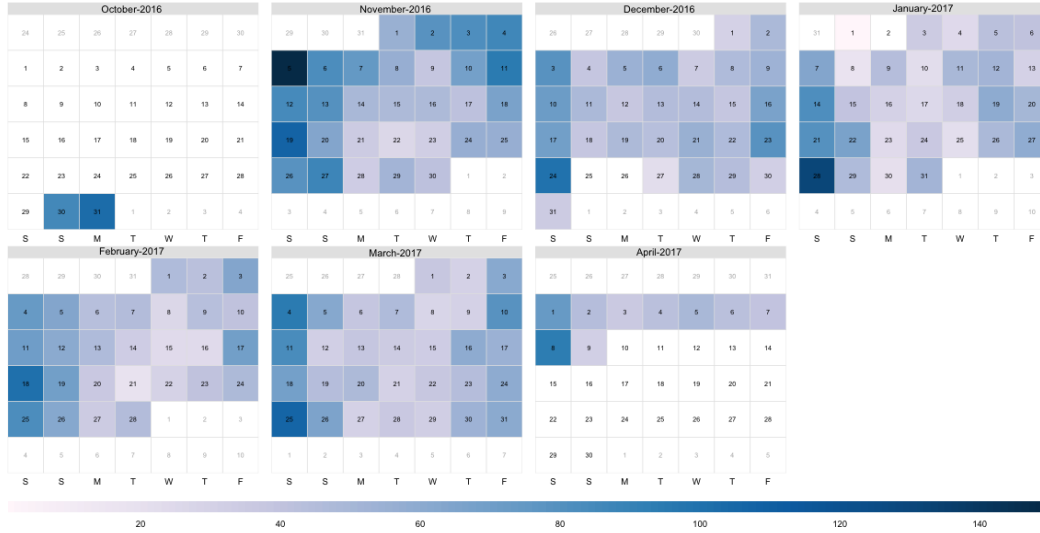 October-2016 November-2016 December-2016 January-2017
24 25 26 27 28 29 30 29 30 31 1 2 3 4 26 27 28 29 30 1 2 31 1 2 3 4 5 6
1 2 3 4 5 6 7 5 6 7 8 9 10 11 3 4 5 6 7 8 9 7 8 9 10 11 12 13
8 9 10 11 12 13 14 12 13 14 15 16 17 18 10 11 12 13 14 15 16 14 15 16 17 18 19 20
15 16 17 18 19 20 21 19 20 21 22 23 24 25 17 18 19 20 21 22 23 21 22 23 24 25 26 27
22 23 24 25 26 27 28 26 27 28 29 30 1 2 24 25 26 27 28 29 30 28 29 30 31 1 2 3
29 30 31 1 2 3 4 3 4 5 6 7 8 9 31 1 2 3 4 5 6 4 5 6 7 8 9 10
S S M T W T F S S M T W T F S S M T W T F S S M T W T F
February-2017 March-2017 April-2017
28 29 30 31 1 2 3 25 26 27 28 1 2 3 25 26 27 28 29 30 31
4 5 6 7 8 9 10 4 5 6 7 8 9 10 1 2 3 4 5 6 7
11 12 13 14 15 16 17 11 12 13 14 15 16 17 8 9 10 11 12 13 14
18 19 20 21 22 23 24 18 19 20 21 22 23 24 15 16 17 18 19 20 21
25 26 27 28 1 2 3 25 26 27 28 29 30 31 22 23 24 25 26 27 28
4 5 6 7 8 9 10 1 2 3 4 5 6 7 29 30 1 2 3 4 5
S S M T W T F S S M T W T F S S M T W T F
20 40 60 80 100 120 140